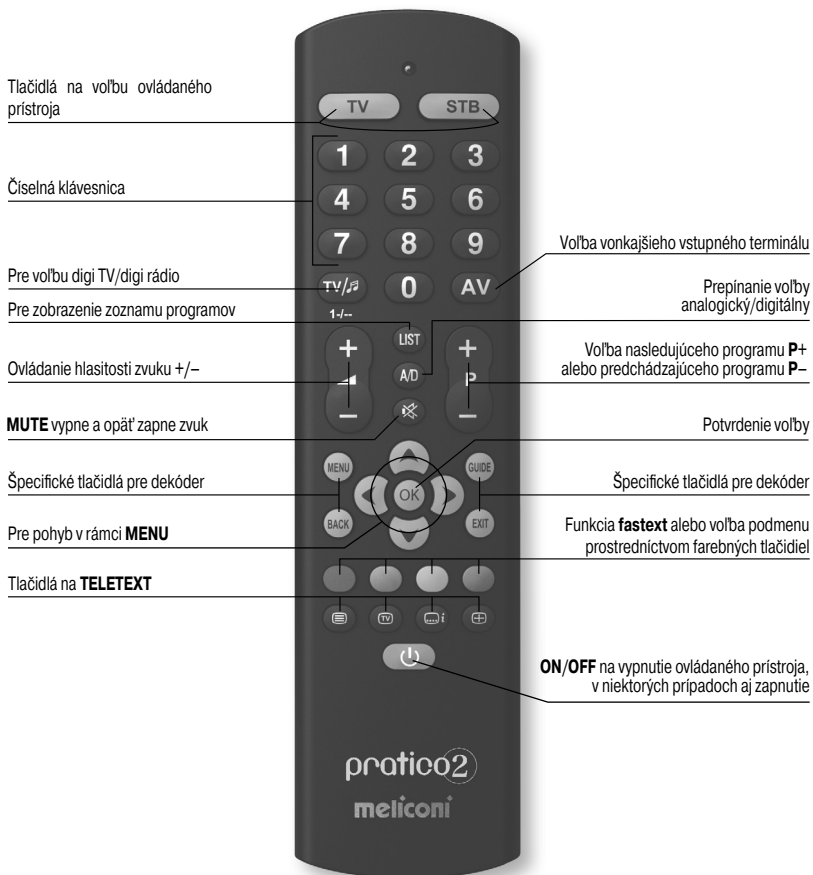 Tlačidlá na voľbu ovládaného
prístroja
TV STB
1 2 3
Číselná klávesnica
4 5 6
7 8 9
Voľba vonkajšieho vstupného terminálu
Pre voľbu digi TV/digi rádio
TV/♫ 0 AV
Prepínanie voľby
analogický/digitálny
Pre zobrazenie zoznamu programov
1-/--
LIST
+ +
Voľba nasledujúceho programu P+
alebo predchádzajúceho programu P–
Ovládanie hlasitosti zvuku +/–
A/D
P
– –
MUTE vypne a opäť zapne zvuk
Potvrdenie voľby
MENU GUIDE
Špecifické tlačidlá pre dekóder
Špecifické tlačidlá pre dekóder
OK
BACK EXIT
Pre pohyb v rámci MENU
Funkcia fastext alebo voľba podmenu
prostredníctvom farebných tlačidiel
Tlačidlá na TELETEXT
TV i
ON/OFF na vypnutie ovládaného prístroja,
v niektorých prípadoch aj zapnutie
pratico2
meliconi